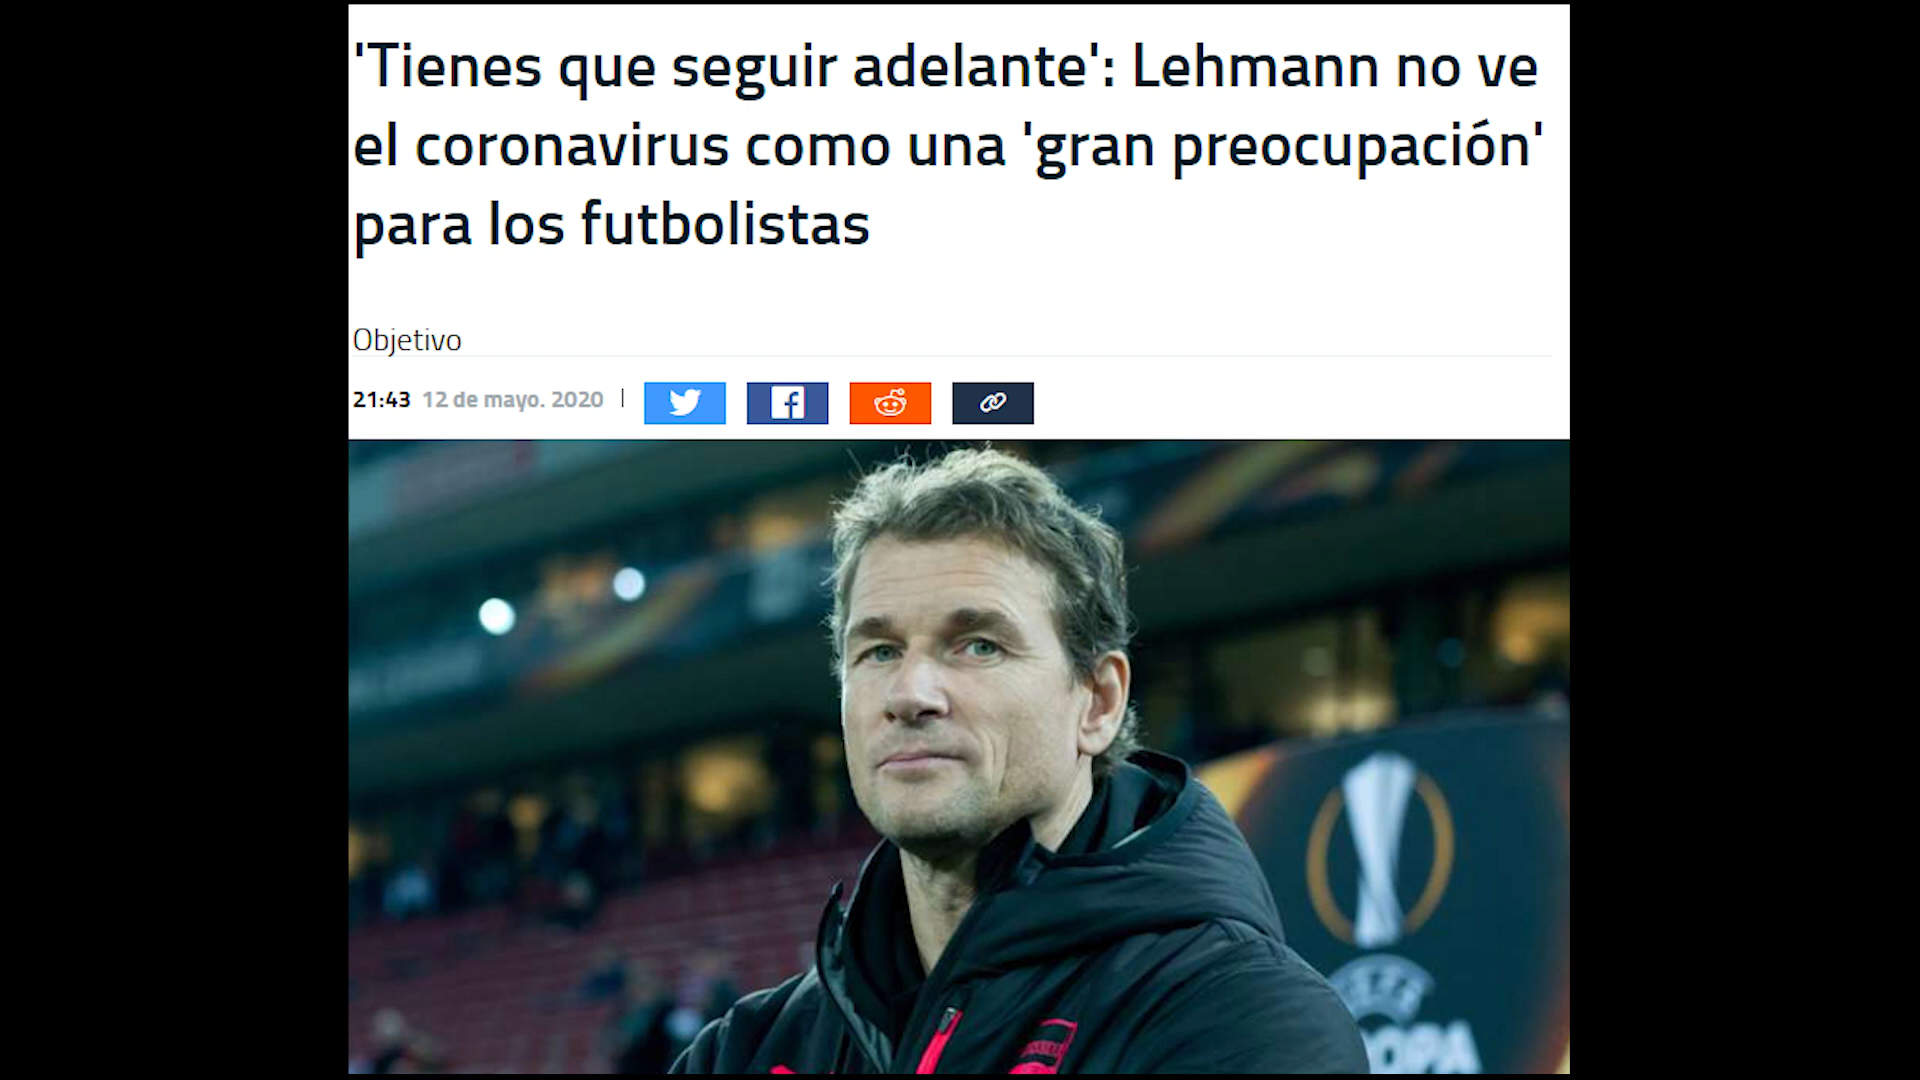 'Tienes que seguir adelante': Lehmann no ve
el coronavirus como una 'gran preocupación'
para los futbolistas
Objetivo
21:43 12 de mayo. 2020